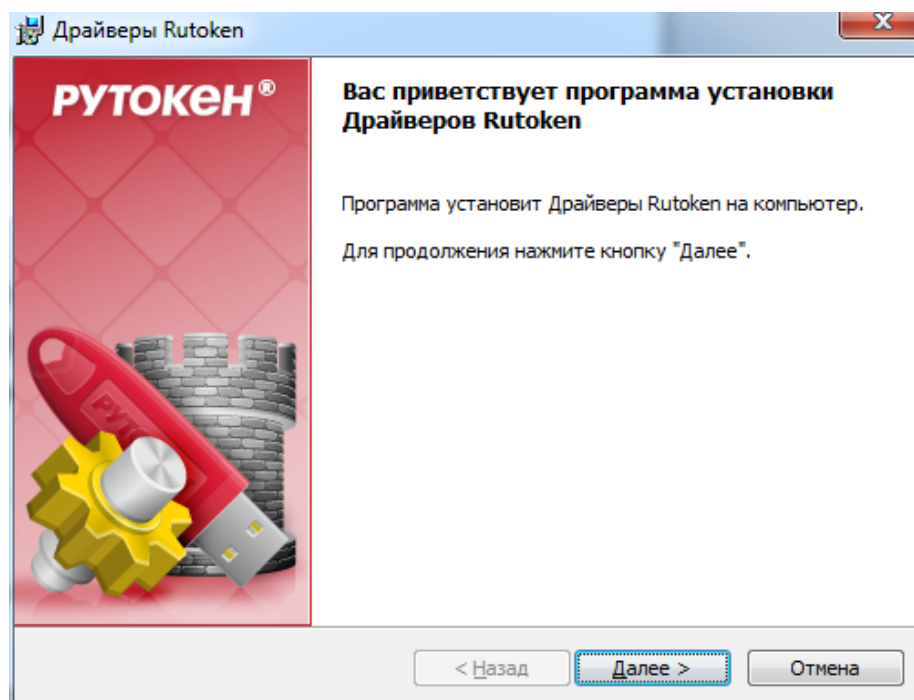 Драйверы Rutoken
РУТОКЕН®
Вас приветствует программа установки
Драйверов Rutoken
Программа установит Драйверы Rutoken на компьютер.
Для продолжения нажмите кнопку "Далее".
< Назад
Далее >
Отмена